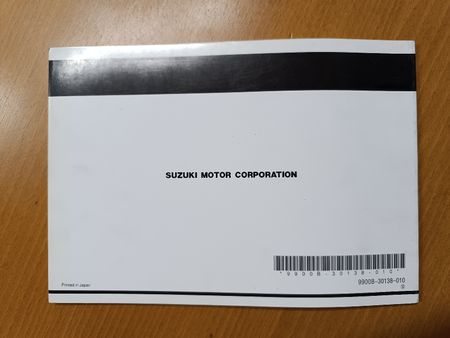 SUZUKI MOTOR CORPORATION
*99008-30138-010*
99008-30138-010
Printed in Japan